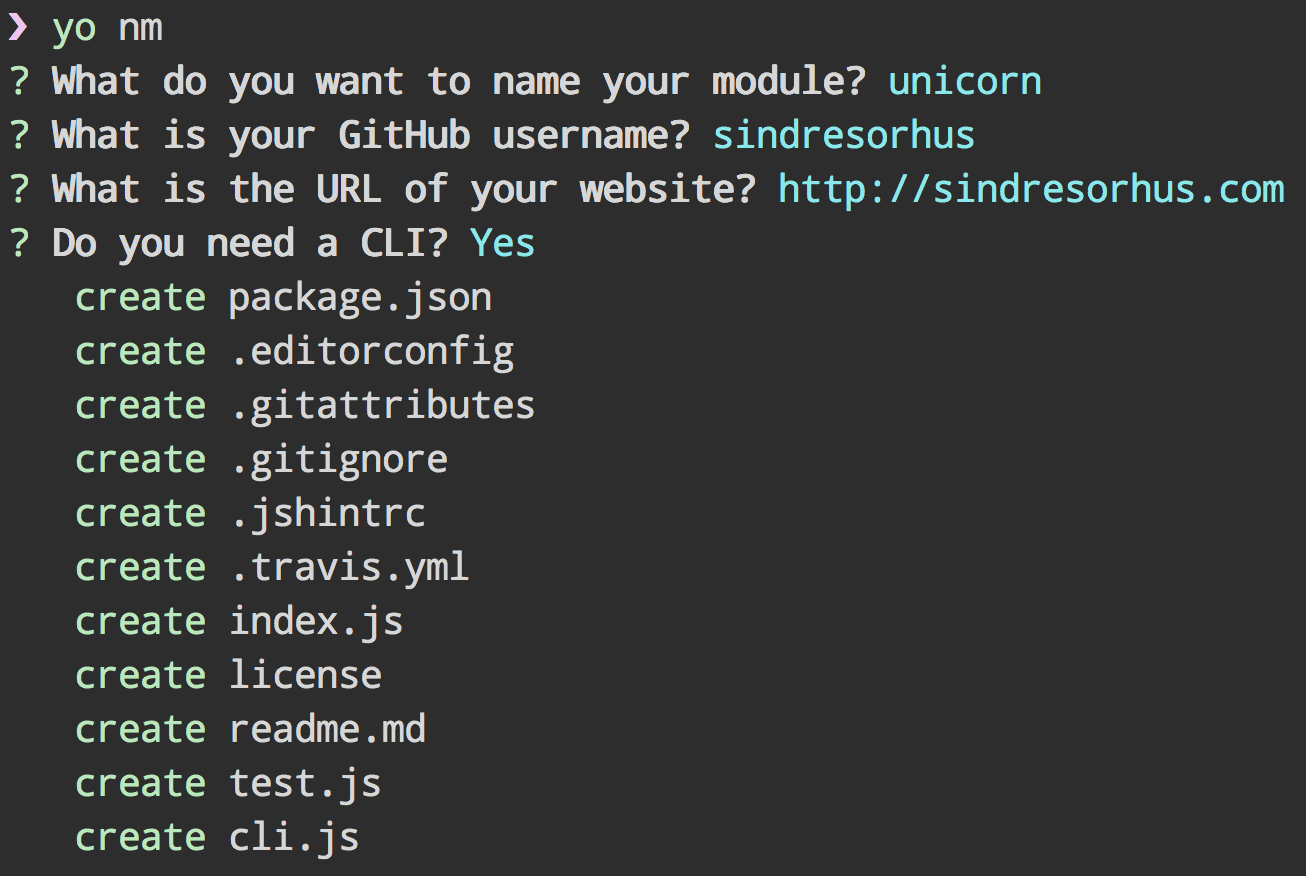 ❯ yo nm
? What do you want to name your module? unicorn
? What is your GitHub username? sindresorhus
? What is the URL of your website? http://sindresorhus.com
? Do you need a CLI? Yes
create package.json
create .editorconfig
create .gitattributes
create .gitignore
create .jshintrc
create .travis.yml
create index.js
create license
create readme.md
create test.js
create cli.js